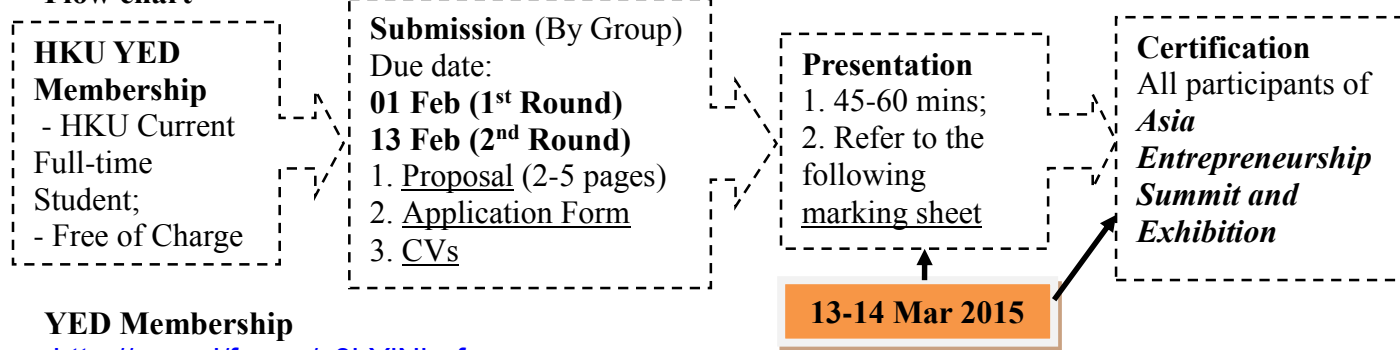 HKU YED
Membership
- HKU Current
Full-time
Student;
- Free of Charge
Submission (By Group)
Due date:
01 Feb (1st Round)
13 Feb (2nd Round)
1. Proposal (2-5 pages)
2. Application Form
3. CVs
Presentation
1. 45-60 mins;
2. Refer to the
following
marking sheet
Certification
All participants of
Asia
Entrepreneurship
Summit and
Exhibition
13-14 Mar 2015
YED Membership